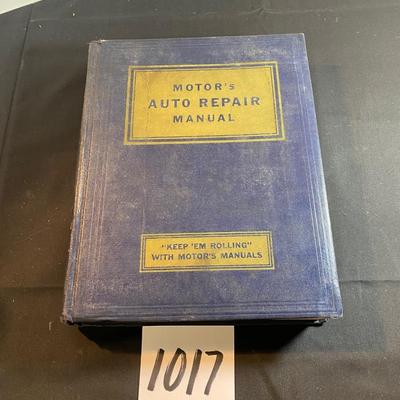 MOTOR'S
AUTO REPAIR
MANUAL
"KEEP 'EM ROLLING"
WITH MOTOR'S MANUALS
1017